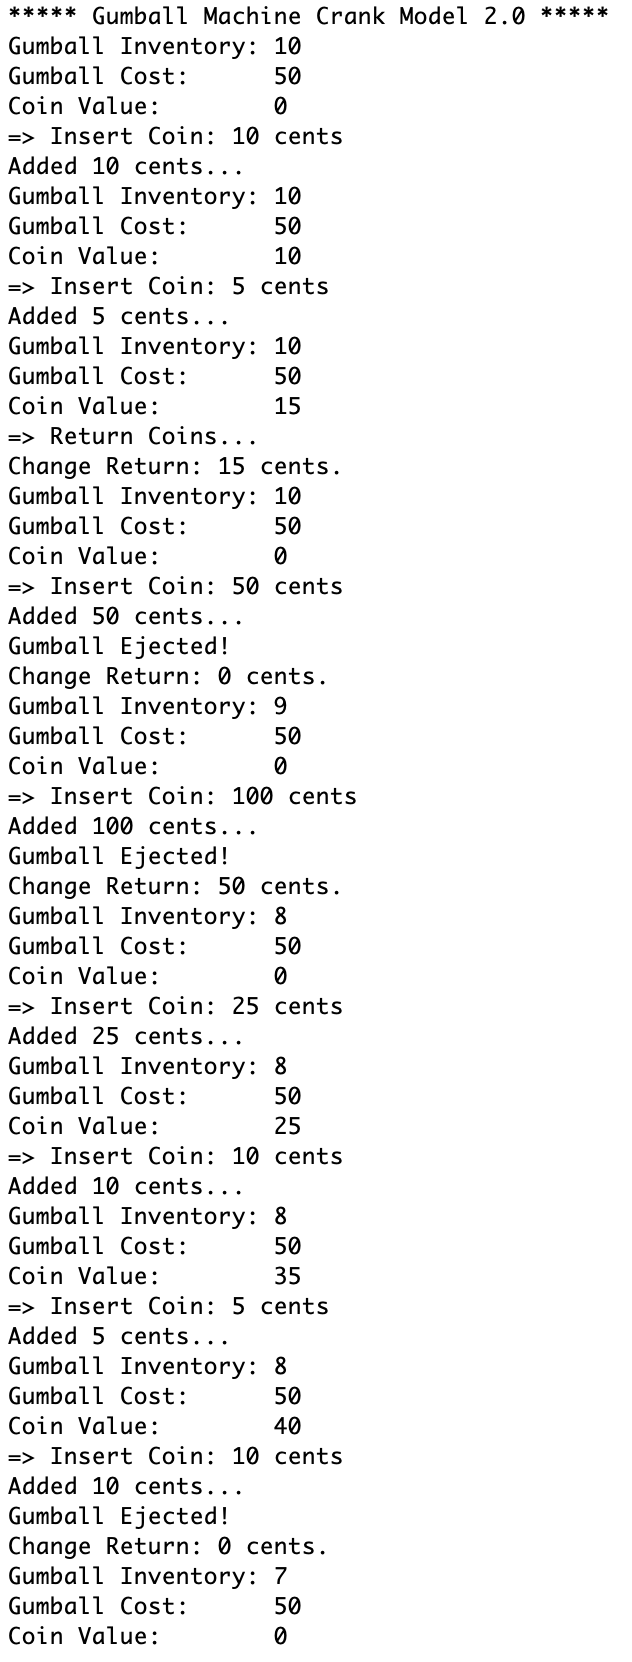 ***** Gumball Machine Crank Model 2.0 *****
Gumball Inventory: 10
Gumball Cost:      50
Coin Value:        0
=> Insert Coin: 10 cents
Added 10 cents...
Gumball Inventory: 10
Gumball Cost:      50
Coin Value:        10
=> Insert Coin: 5 cents
Added 5 cents...
Gumball Inventory: 10
Gumball Cost:      50
Coin Value:        15
=> Return Coins...
Change Return: 15 cents.
Gumball Inventory: 10
Gumball Cost:      50
Coin Value:        0
=> Insert Coin: 50 cents
Added 50 cents...
Gumball Ejected!
Change Return: 0 cents.
Gumball Inventory: 9
Gumball Cost:      50
Coin Value:        0
=> Insert Coin: 100 cents
Added 100 cents...
Gumball Ejected!
Change Return: 50 cents.
Gumball Inventory: 8
Gumball Cost:      50
Coin Value:        0
=> Insert Coin: 25 cents
Added 25 cents...
Gumball Inventory: 8
Gumball Cost:      50
Coin Value:        25
=> Insert Coin: 10 cents
Added 10 cents...
Gumball Inventory: 8
Gumball Cost:      50
Coin Value:        35
=> Insert Coin: 5 cents
Added 5 cents...
Gumball Inventory: 8
Gumball Cost:      50
Coin Value:        40
=> Insert Coin: 10 cents
Added 10 cents...
Gumball Ejected!
Change Return: 0 cents.
Gumball Inventory: 7
Gumball Cost:      50
Coin Value:        0